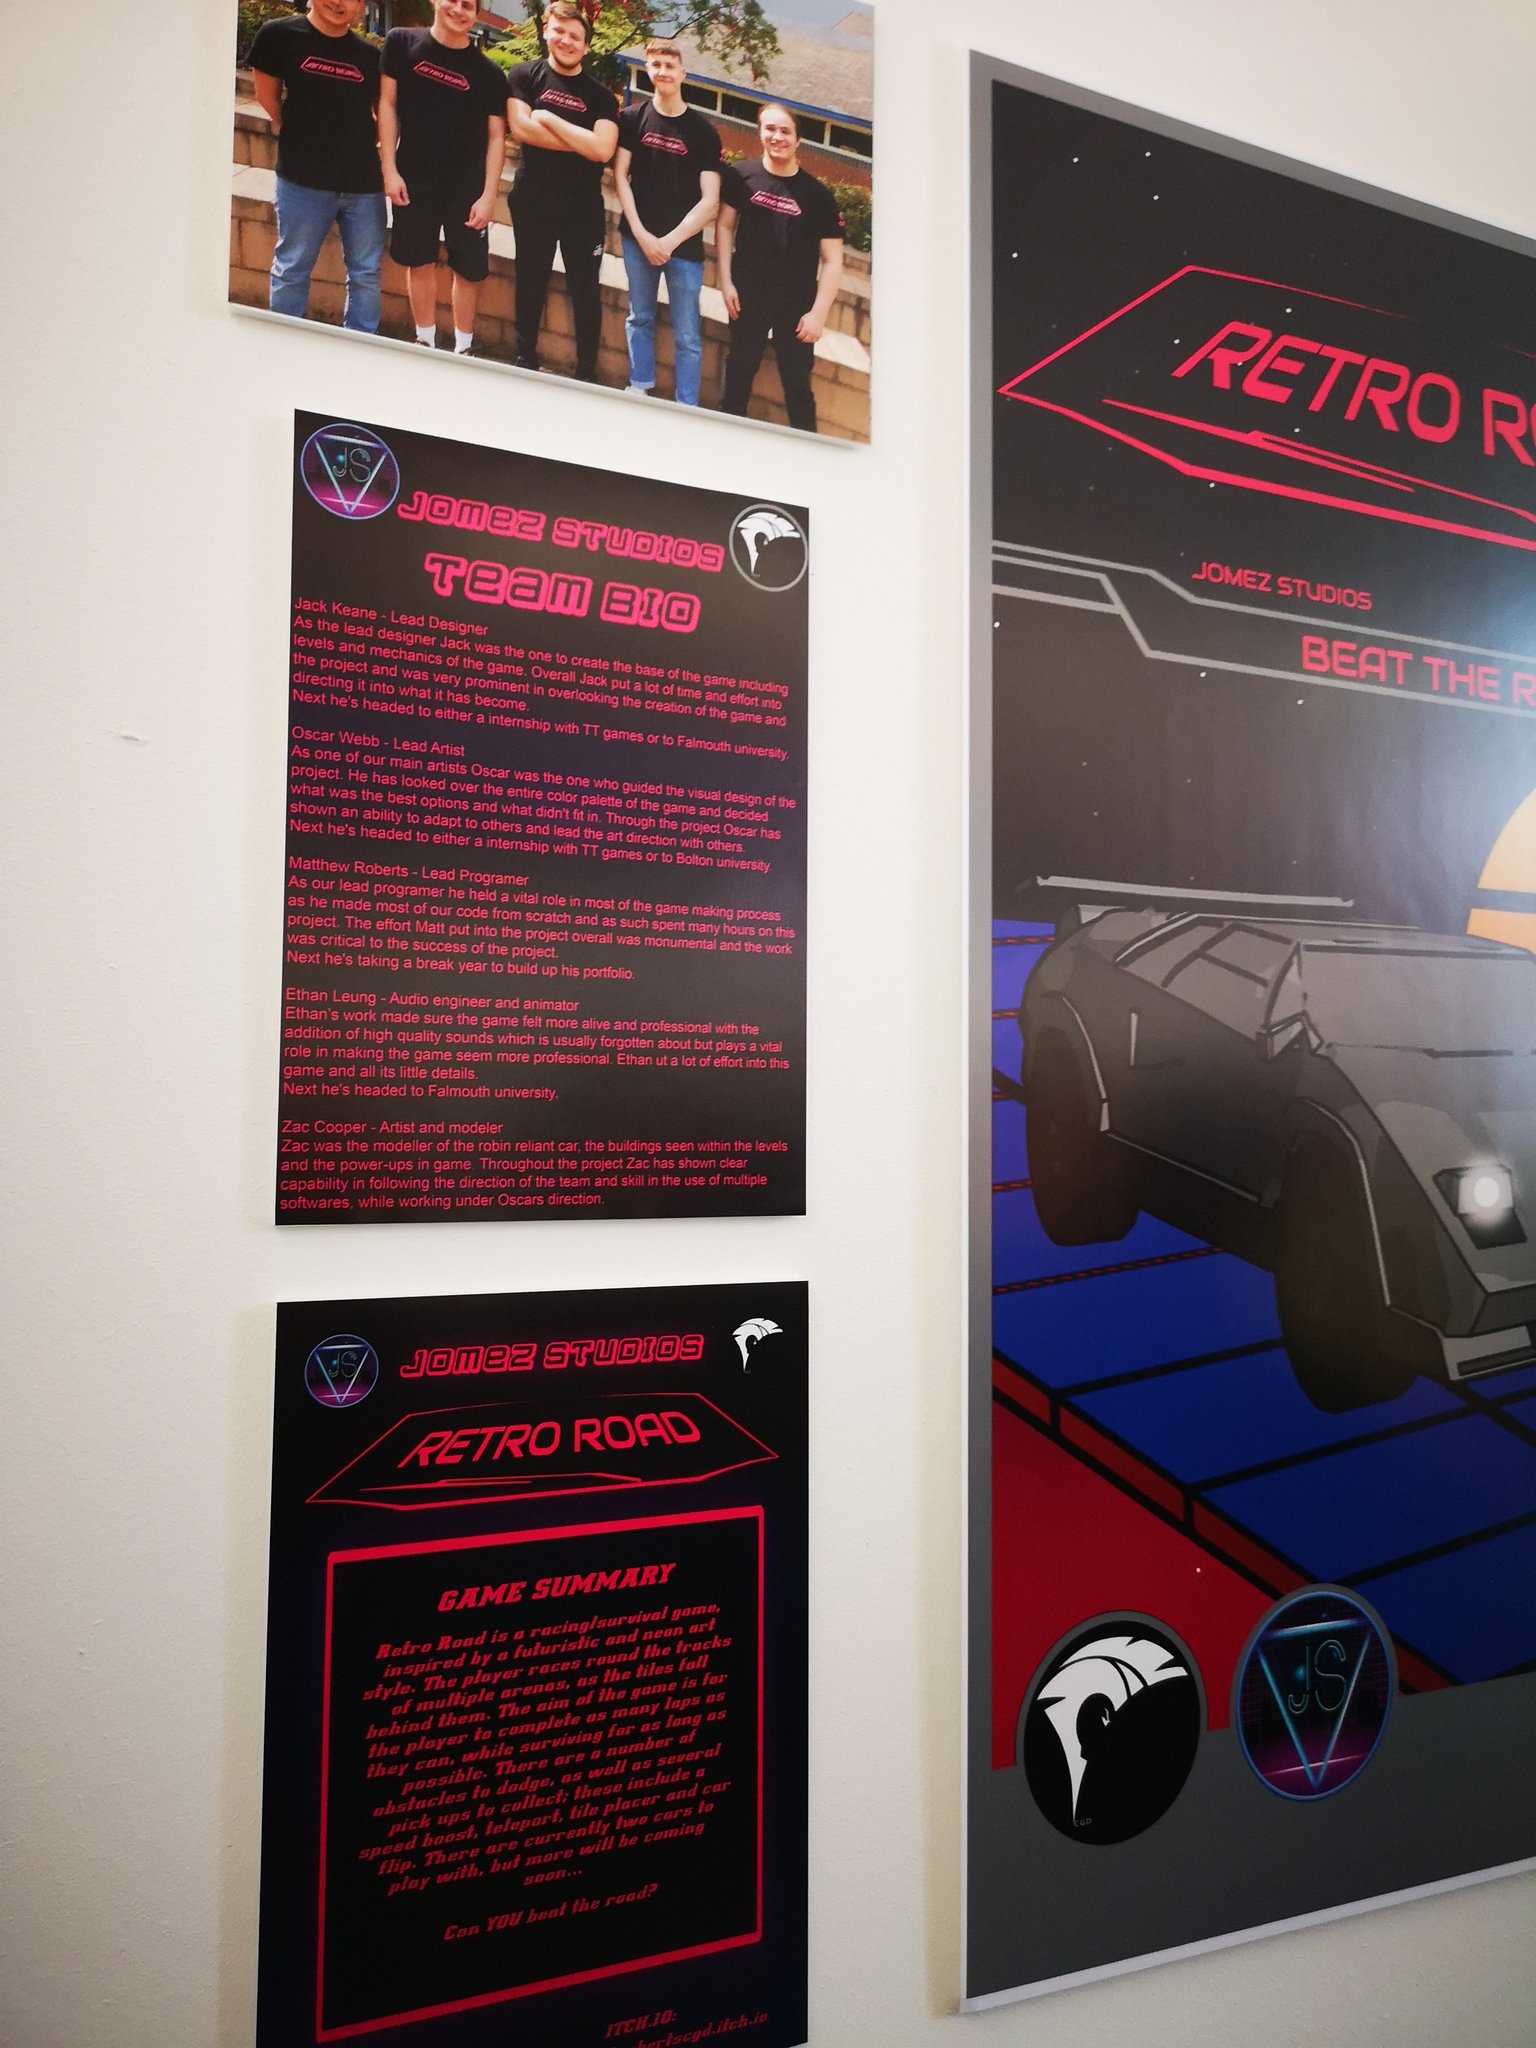 RETRO ROAD
RETRO ROAD
RETRO ROAD
RETRO ROAD
RETRO ROAD
JS
JOMEZ STUDIOS
TEAM BIO
Jack Keane - Lead Designer
As the lead designer Jack was the one to create the base of the game including
levels and mechanics of the game. Overall Jack put a lot of time and effort into
the project and was very prominent in overlooking the creation of the game and
directing it into what it has become.
Next he's headed to either a internship with TT games or to Falmouth university.
Oscar Webb - Lead Artist
As one of our main artists Oscar was the one who guided the visual design of the
project. He has looked over the entire color palette of the game and decided
what was the best options and what didn't fit in. Through the project Oscar has
shown an ability to adapt to others and lead the art direction with others.
Next he's headed to either a internship with TT games or to Bolton university.
Matthew Roberts - Lead Programer
As our lead programer he held a vital role in most of the game making process
as he made most of our code from scratch and as such spent many hours on this
project. The effort Matt put into the project overall was monumental and the work
was critical to the success of the project.
Next he's taking a break year to build up his portfolio.
Ethan Leung - Audio engineer and animator
Ethan's work made sure the game felt more alive and professional with the
addition of high quality sounds which is usually forgotten about but plays a vital
role in making the game seem more professional. Ethan ut a lot of effort into this
game and all its little details.
Next he's headed to Falmouth university.
Zac Cooper - Artist and modeler
Zac was the modeller of the robin reliant car, the buildings seen within the levels
and the power-ups in game. Throughout the project Zac has shown clear
capability in following the direction of the team and skill in the use of multiple
softwares, while working under Oscars direction.
JS
JOMEZ STUDIOS
RETRO ROAD
GAME SUMMARY
Retro Road is a racing/survival game,
inspired by a futuristic and neon art
style. The player races round the tracks
of multiple arenas, as the tiles fall
behind them. The aim of the game is for
the player to complete as many laps as
they can, while surviving for as long as
possible. There are a number of
obstacles to dodge, as well as several
pick ups to collect; these include a
speed boost, teleport, tile placer and car
flip. There are currently two cars to
play with, but more will be coming
soon...
Can YOU beat the road?
ITCH.IO:
RETRO
JOMEZ STUDIOS
BEAT THE
CGD
JS